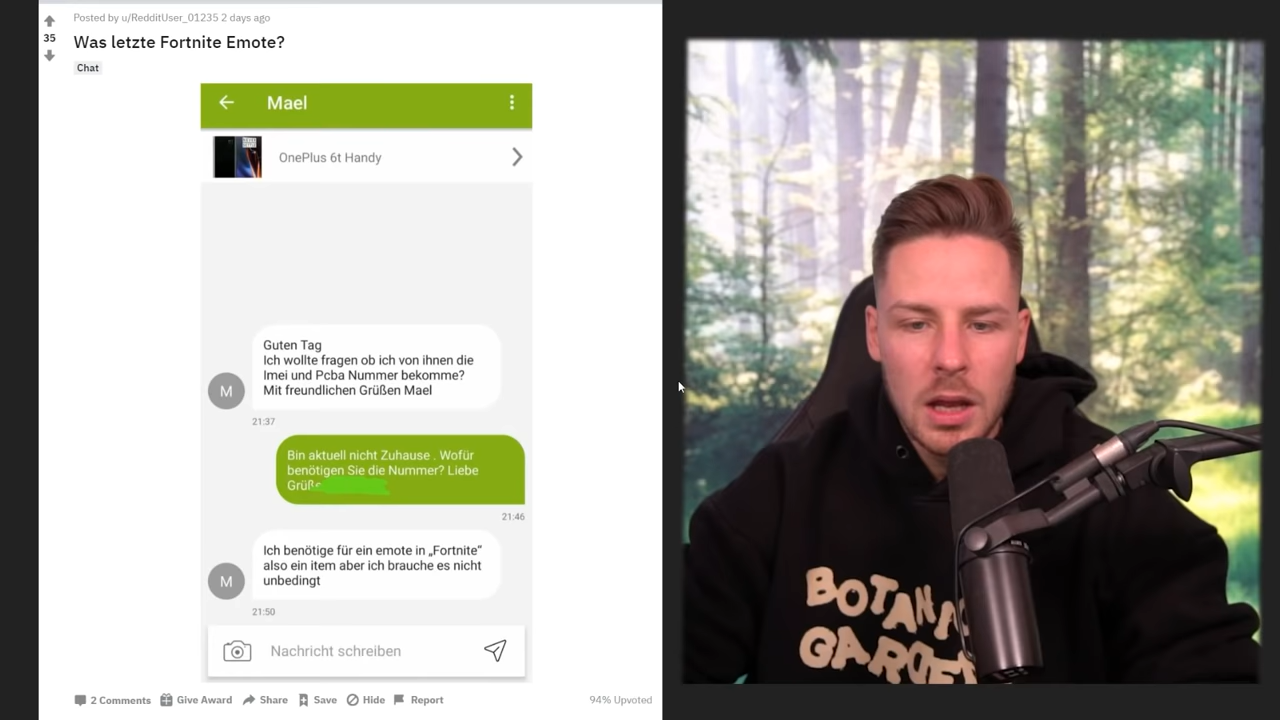 Posted by u/RedditUser_01235 2 days ago
35
Was letzte Fortnite Emote?
Chat
Mael
OnePlus 6t Handy
Guten Tag
Ich wollte fragen ob ich von ihnen die
Imei und Pcba Nummer bekomme?
Mit freundlichen Grüßen Mael
M
21:37
Bin aktuell nicht Zuhause . Wofür
benötigen Sie die Nummer? Liebe
Grüße
21:46
Ich benötige für ein emote in „Fortnite“
also ein item aber ich brauche es nicht
unbedingt
M
21:50
Nachricht schreiben
2 Comments Give Award Share Save Hide Report 94% Upvoted
BOTANIC
GARDEN